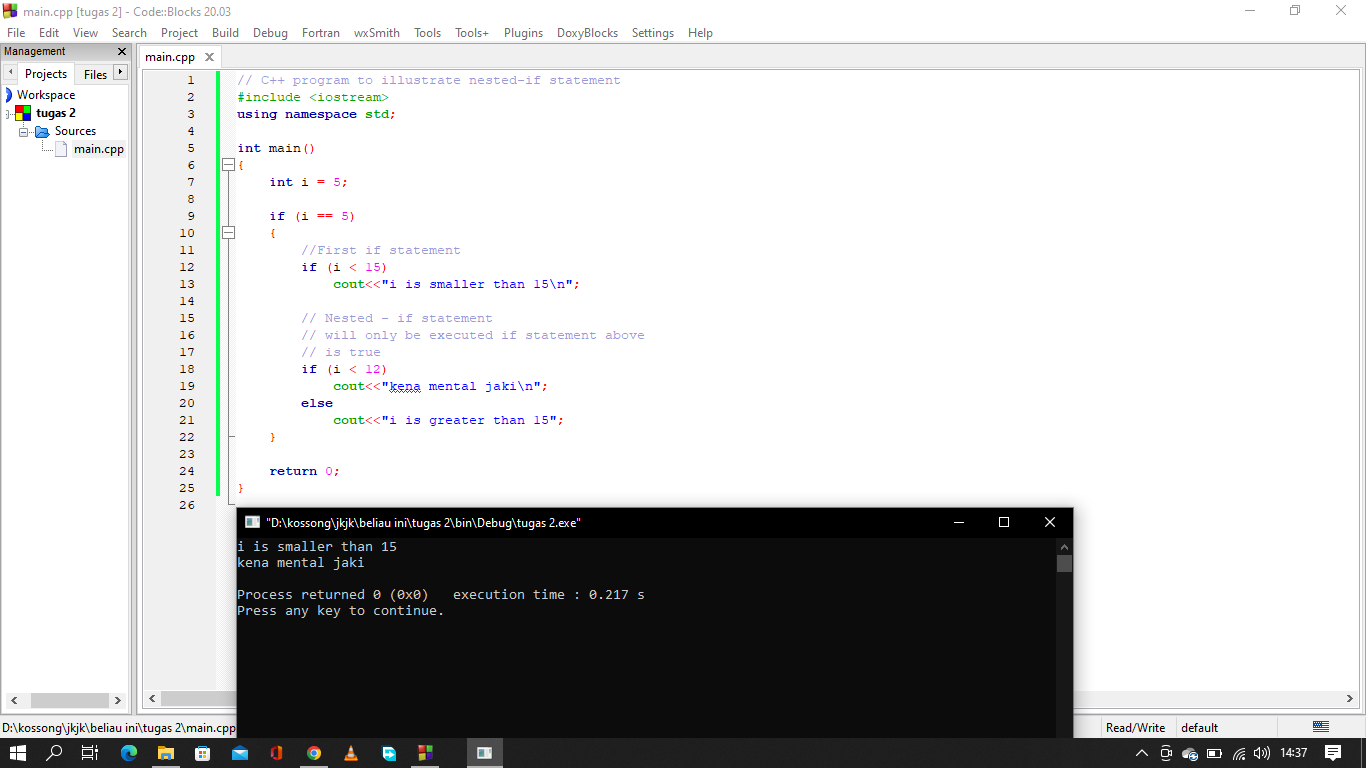 main.cpp [tugas 2] - Code::Blocks 20.03
File Edit View Search Project Build Debug Fortran wxSmith Tools Tools+ Plugins DoxyBlocks Settings Help
Management
Projects Files
Workspace
tugas 2
Sources
main.cpp
main.cpp
1 // C++ program to illustrate nested-if statement
2 #include <iostream>
3 using namespace std;
4
5 int main()
6 {
7 int i = 5;
8
9 if (i == 5)
10 {
11 //First if statement
12 if (i < 15)
13 cout<<"i is smaller than 15\n";
14
15 // Nested - if statement
16 // will only be executed if statement above
17 // is true
18 if (i < 12)
19 cout<<"kena mental jaki\n";
20 else
21 cout<<"i is greater than 15";
22 }
23
24 return 0;
25 }
26
"D:\kossong\jkjk\beliau ini\tugas 2\bin\Debug\tugas 2.exe"
i is smaller than 15
kena mental jaki
Process returned 0 (0x0) execution time : 0.217 s
Press any key to continue.
D:\kossong\jkjk\beliau ini\tugas 2\main.cpp
Read/Write default
14:37